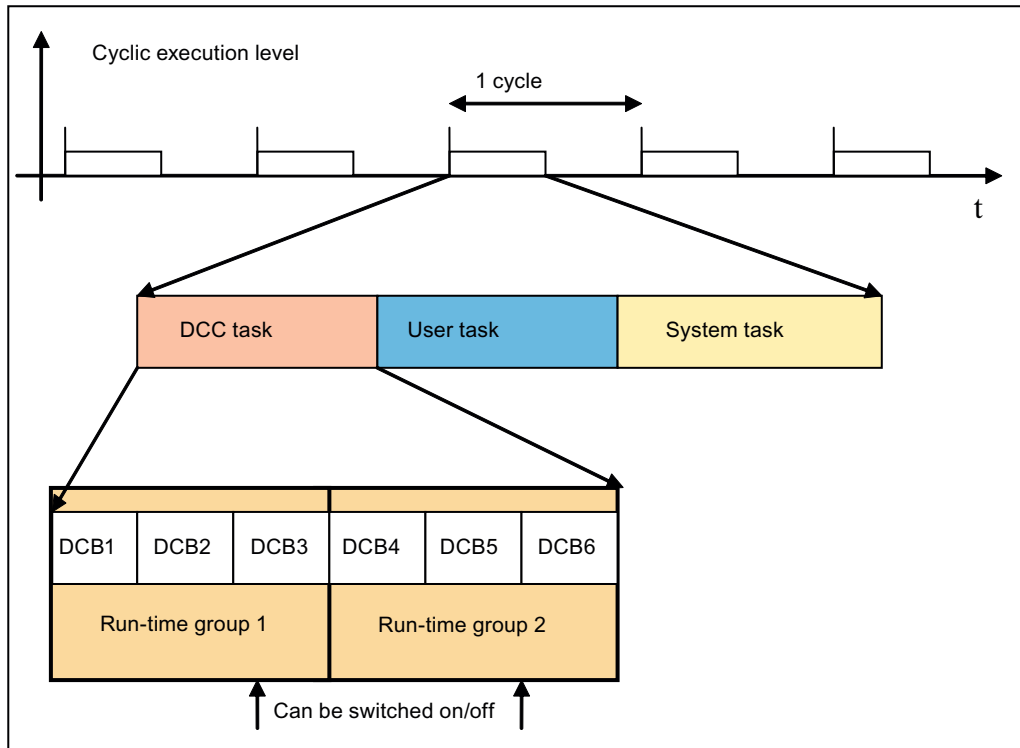 Cyclic execution level
1 cycle
t
DCC task
User task
System task
DCB1
DCB2
DCB3
DCB4
DCB5
DCB6
Run-time group 1
Run-time group 2
Can be switched on/off